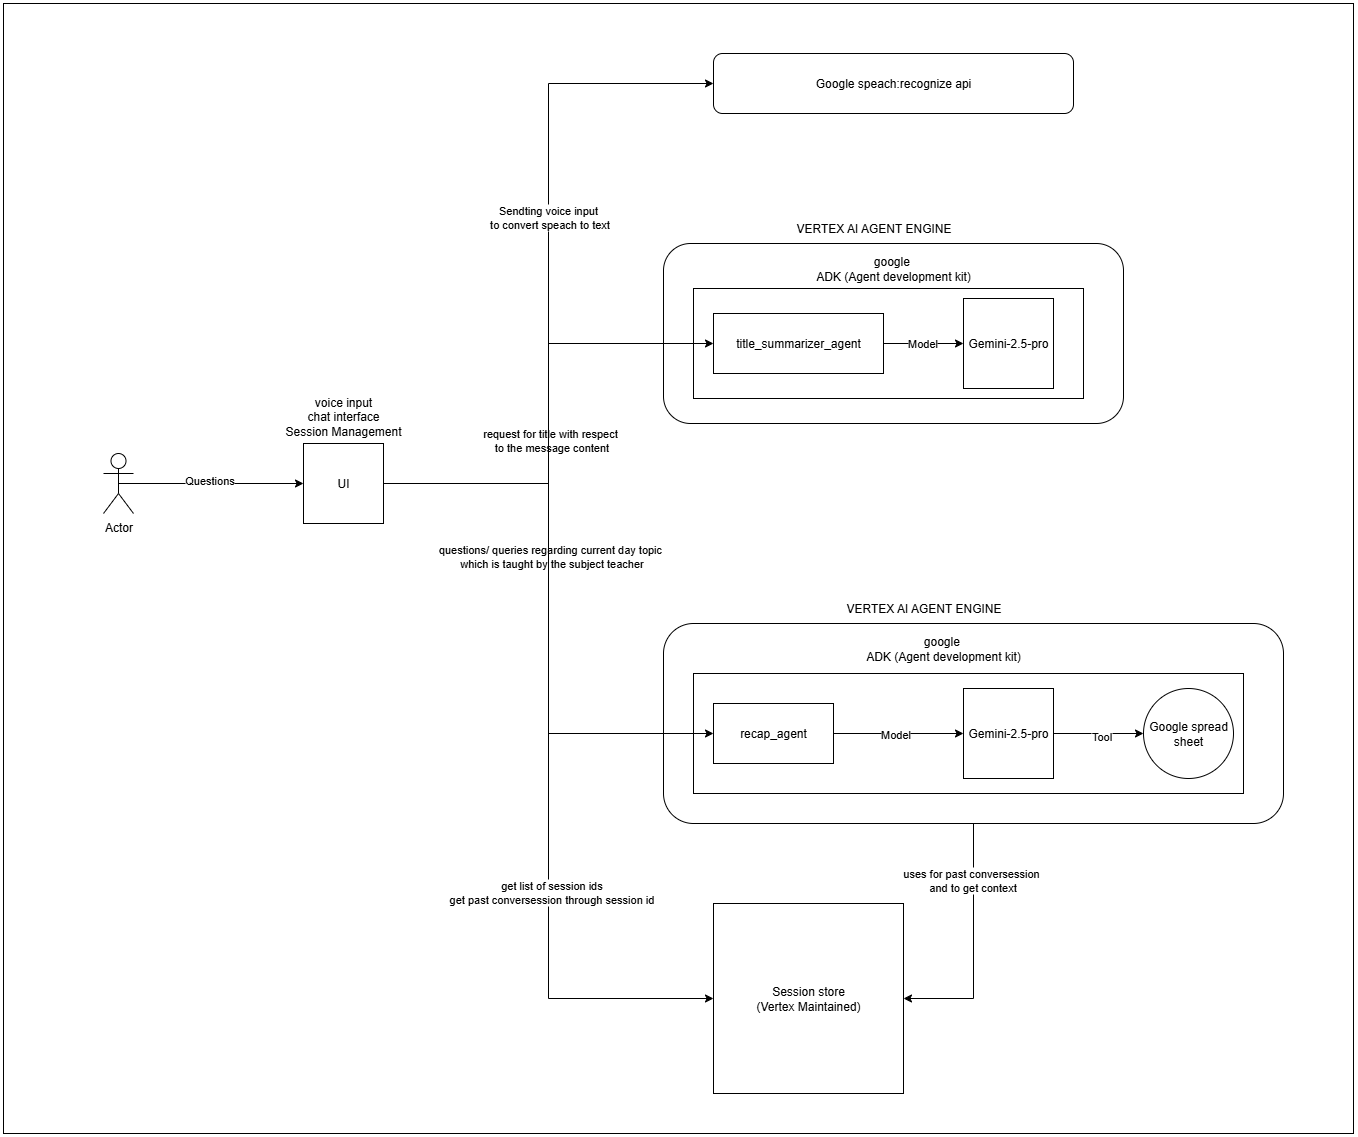 Google speach:recognize api
Sendting voice input
to convert speach to text
VERTEX AI AGENT ENGINE
google
ADK (Agent development kit)
title_summarizer_agent
Model
Gemini-2.5-pro
voice input
chat interface
Session Management
request for title with respect
to the message content
Questions
UI
Actor
questions/ queries regarding current day topic
which is taught by the subject teacher
VERTEX AI AGENT ENGINE
google
ADK (Agent development kit)
recap_agent
Model
Gemini-2.5-pro
Tool
Google spread
sheet
get list of session ids
get past conversession through session id
uses for past conversession
and to get context
Session store
(Vertex Maintained)